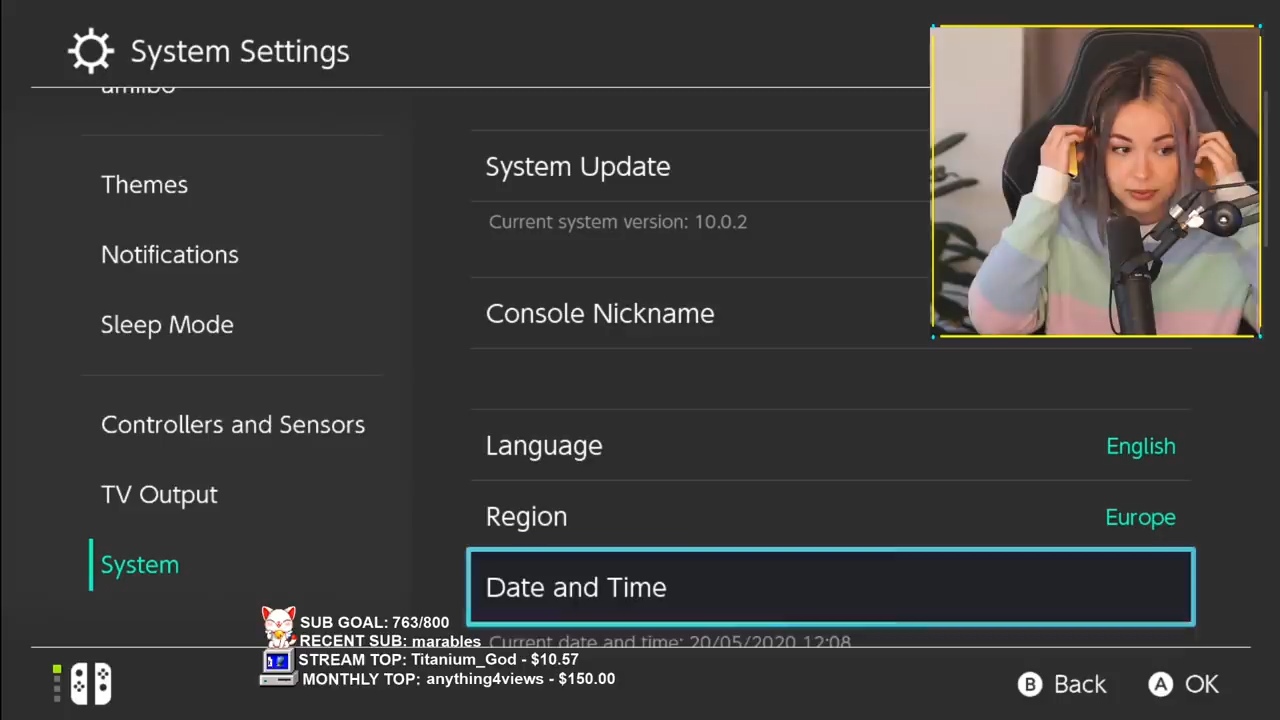 System Settings
amiibo
Themes
Notifications
Sleep Mode
Controllers and Sensors
TV Output
System
System Update
Current system version: 10.0.2
Console Nickname
Language English
Region Europe
Date and Time
Current date and time: 20/05/2020 12:08
SUB GOAL: 763/800
RECENT SUB: marables
STREAM TOP: Titanium_God - $10.57
MONTHLY TOP: anything4views - $150.00
B Back A OK